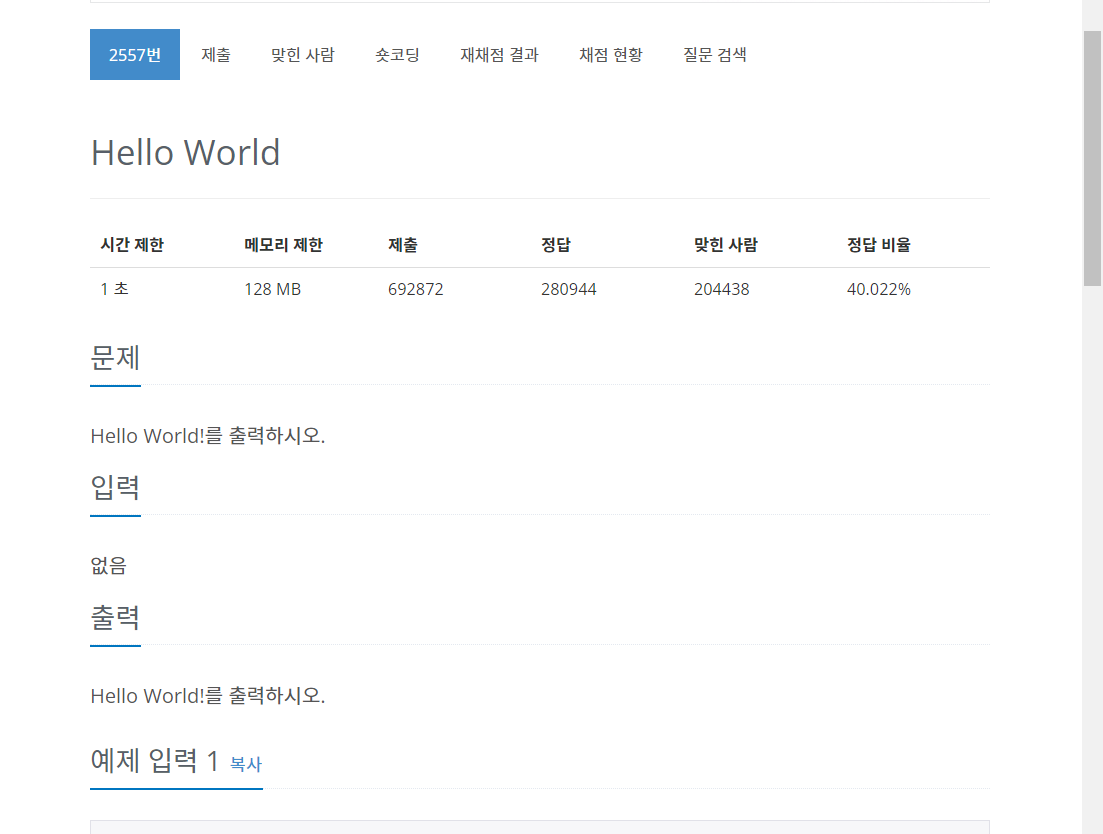 2557번 제출 맞힌 사람 숏코딩 재채점 결과 채점 현황 질문 검색
Hello World
시간 제한 메모리 제한 제출 정답 맞힌 사람 정답 비율
1 초 128 MB 692872 280944 204438 40.022%
문제
Hello World!를 출력하시오.
입력
없음
출력
Hello World!를 출력하시오.
예제 입력 1 복사